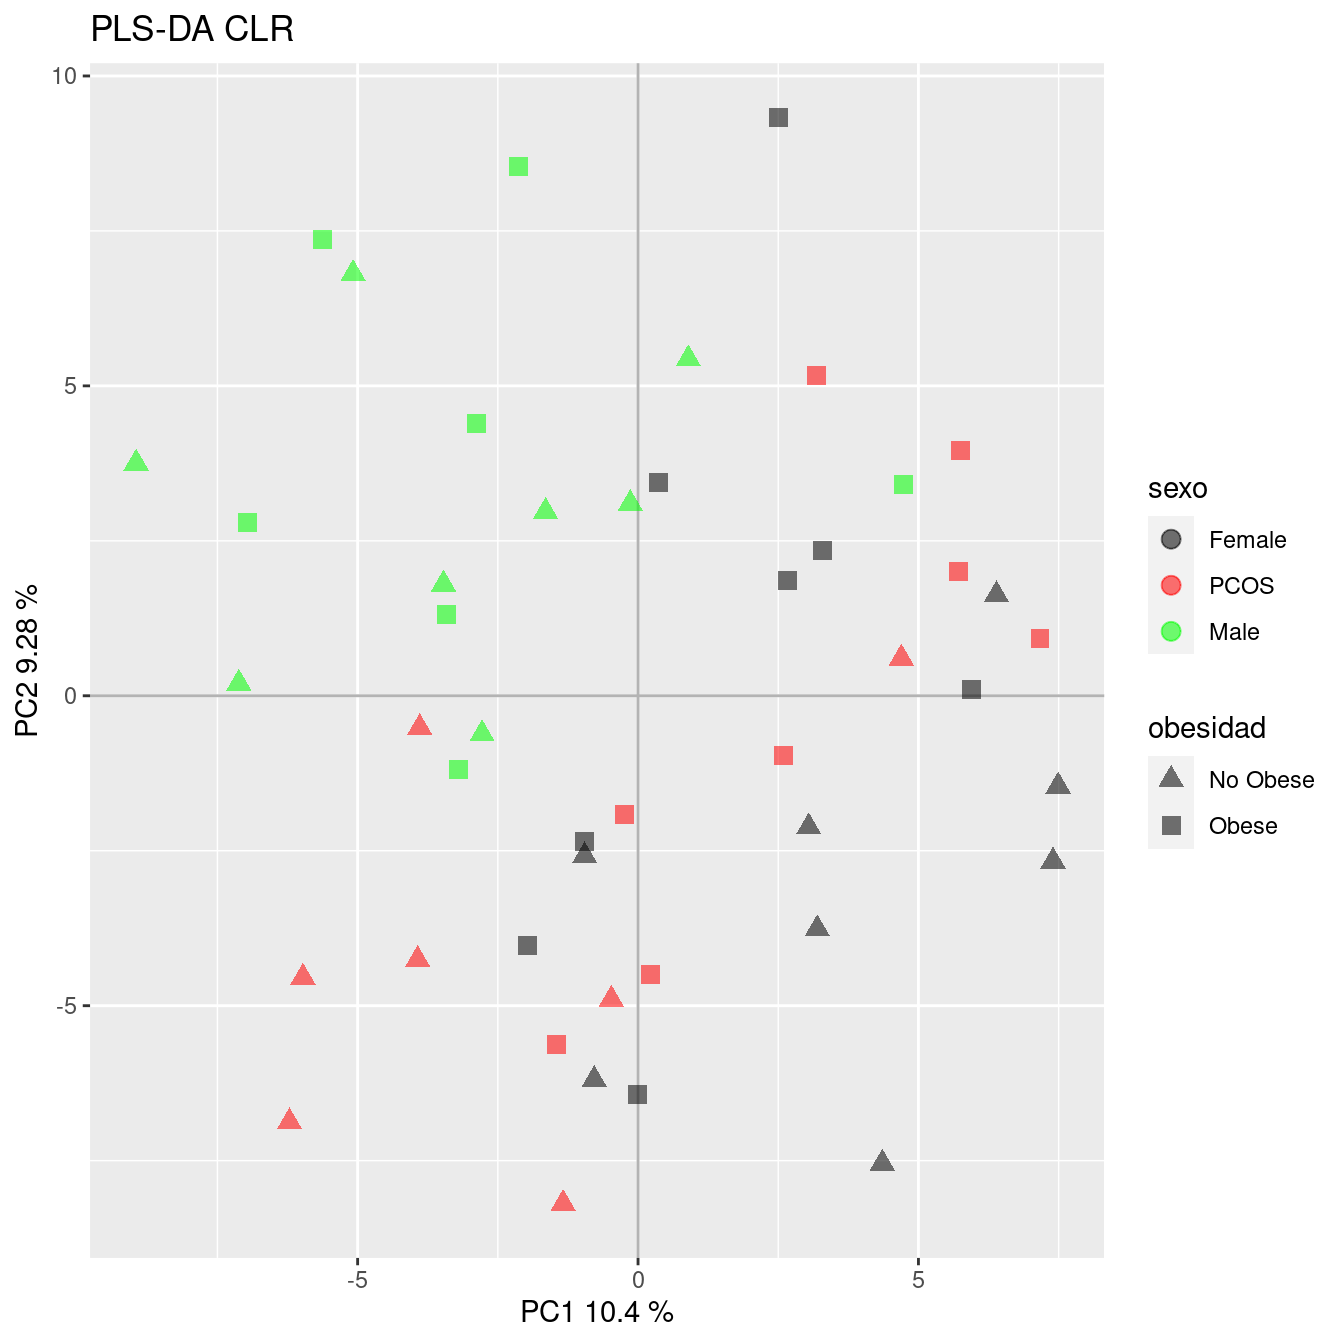 PLS-DA CLR
10
5
0
-5
PC2 9.28 %
-5
0
5
PC1 10.4 %
sexo
Female
PCOS
Male
obesidad
No Obese
Obese